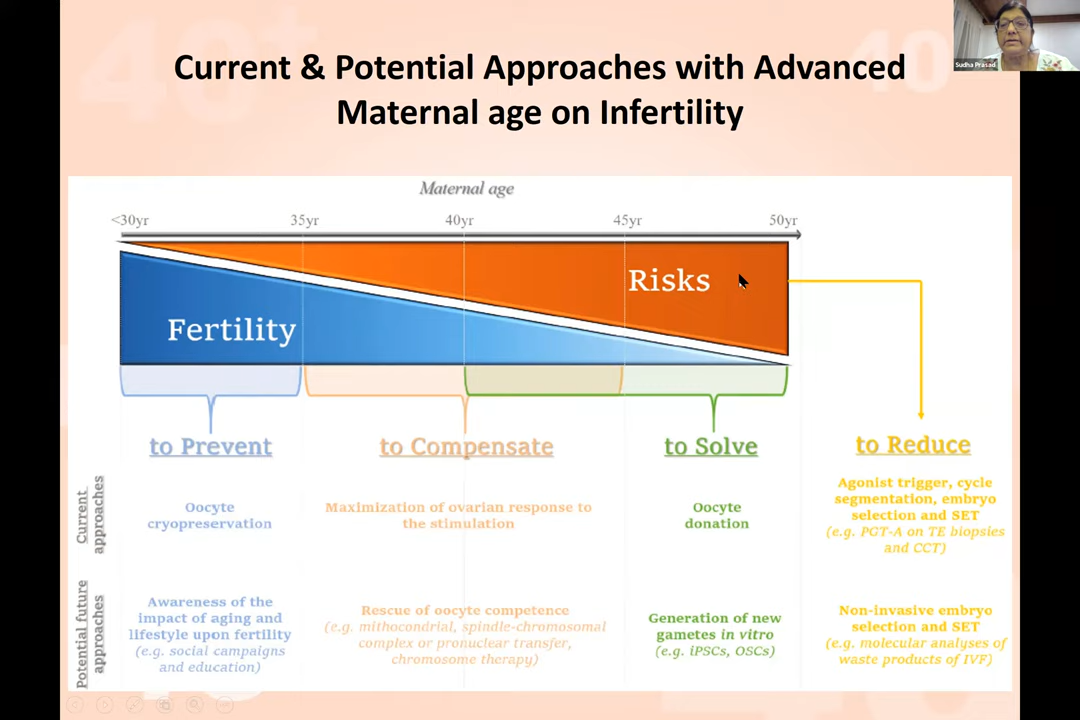 Sudha Prasad
Current & Potential Approaches with Advanced
Maternal age on Infertility
Maternal age
<30yr 35yr 40yr 45yr 50yr
Risks
Fertility
to Prevent to Compensate to Solve to Reduce
Current
approaches
Oocyte
cryopreservation
Maximization of ovarian response to
the stimulation
Oocyte
donation
Agonist trigger, cycle
segmentation, embryo
selection and SET
(e.g. PGT-A on TE biopsies
and CCT)
Potential future
approaches
Awareness of the
impact of aging and
lifestyle upon fertility
(e.g. social campaigns
and education)
Rescue of oocyte competence
(e.g. mithocondrial, spindle-chromosomal
complex or pronuclear transfer,
chromosome therapy)
Generation of new
gametes in vitro
(e.g. iPSCs, OSCs)
Non-invasive embryo
selection and SET
(e.g. molecular analyses of
waste products of IVF)